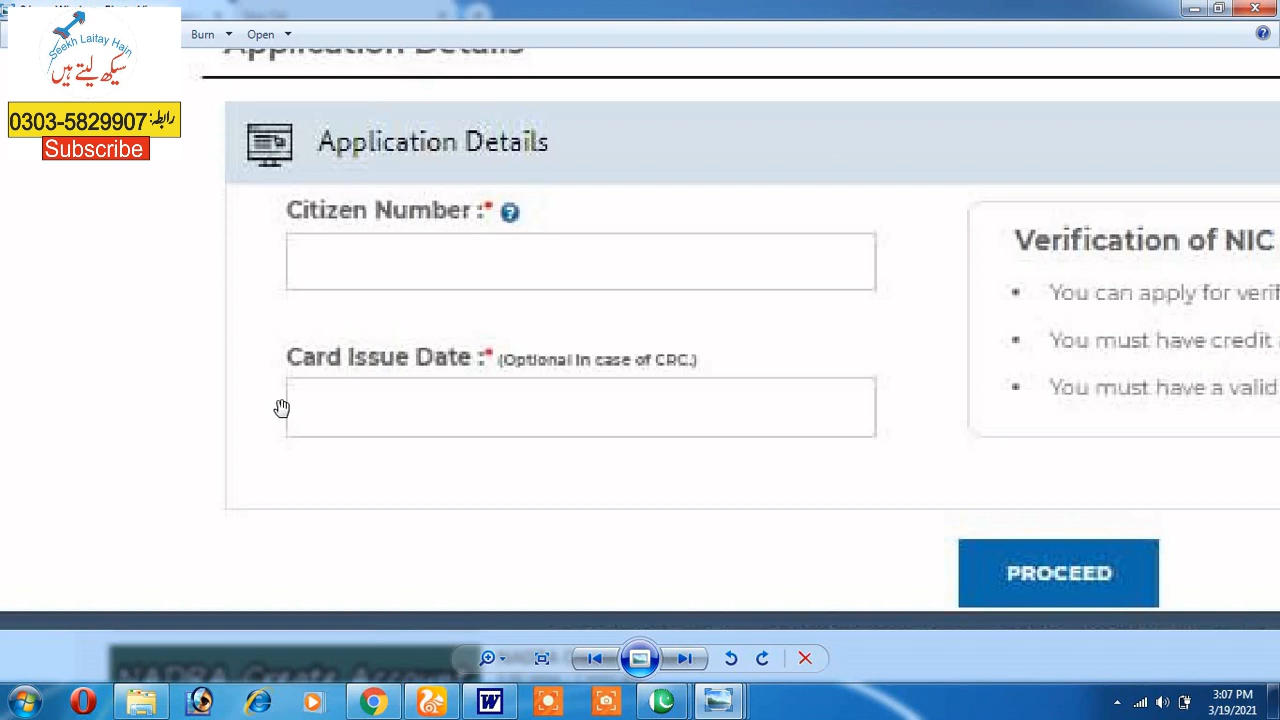 Burn
Open
Seekh Laitay Hain
سیکھ لیتے ہیں
0303-5829907 رابطہ:
Subscribe
Application Details
Application Details
Citizen Number :* ?
Card Issue Date :* (Optional in case of CRC.)
Verification of NIC
• You can apply for verif
• You must have credit
• You must have a valid
PROCEED
3:07 PM
3/19/2021